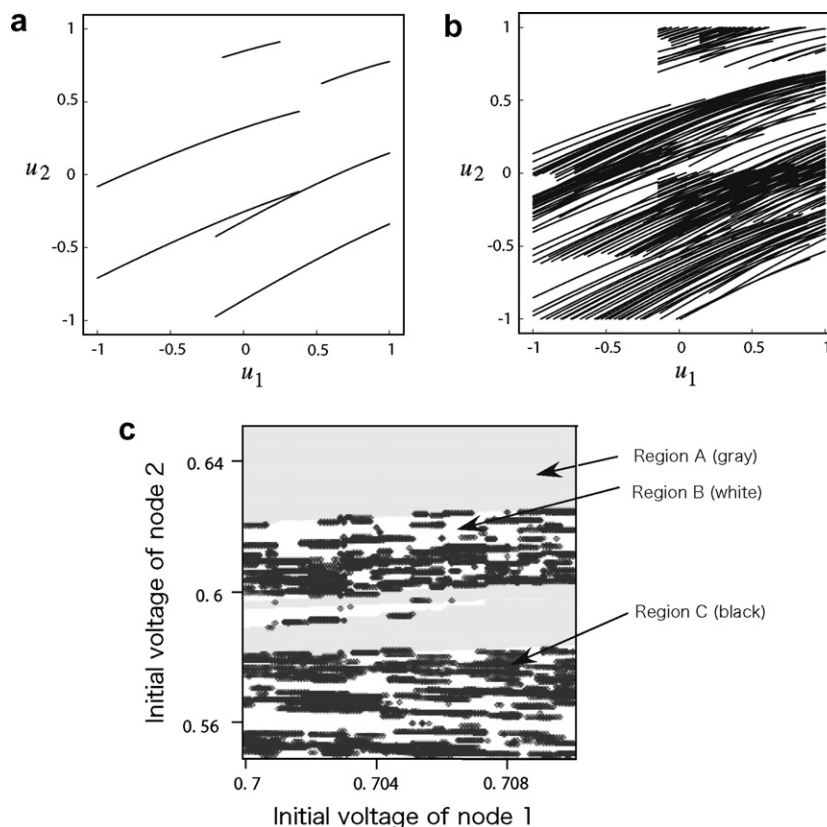 a
1
0.5
u2
0
-0.5
-1
-1
-0.5
0
0.5
1
u1
b
1
0.5
u2
0
-0.5
-1
-1
-0.5
0
0.5
1
u1
c
Initial voltage of node 2
0.64
0.6
0.56
0.7
0.704
0.708
Initial voltage of node 1
Region A (gray)
Region B (white)
Region C (black)